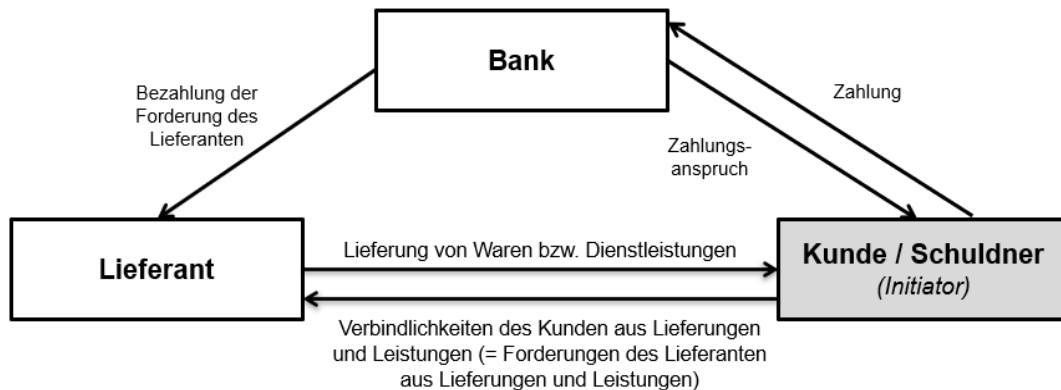 Bank
Bezahlung der
Forderung des
Lieferanten
Zahlung
Zahlungs-
anspruch
Lieferant
Lieferung von Waren bzw. Dienstleistungen
Kunde / Schuldner
(Initiator)
Verbindlichkeiten des Kunden aus Lieferungen
und Leistungen (= Forderungen des Lieferanten
aus Lieferungen und Leistungen)